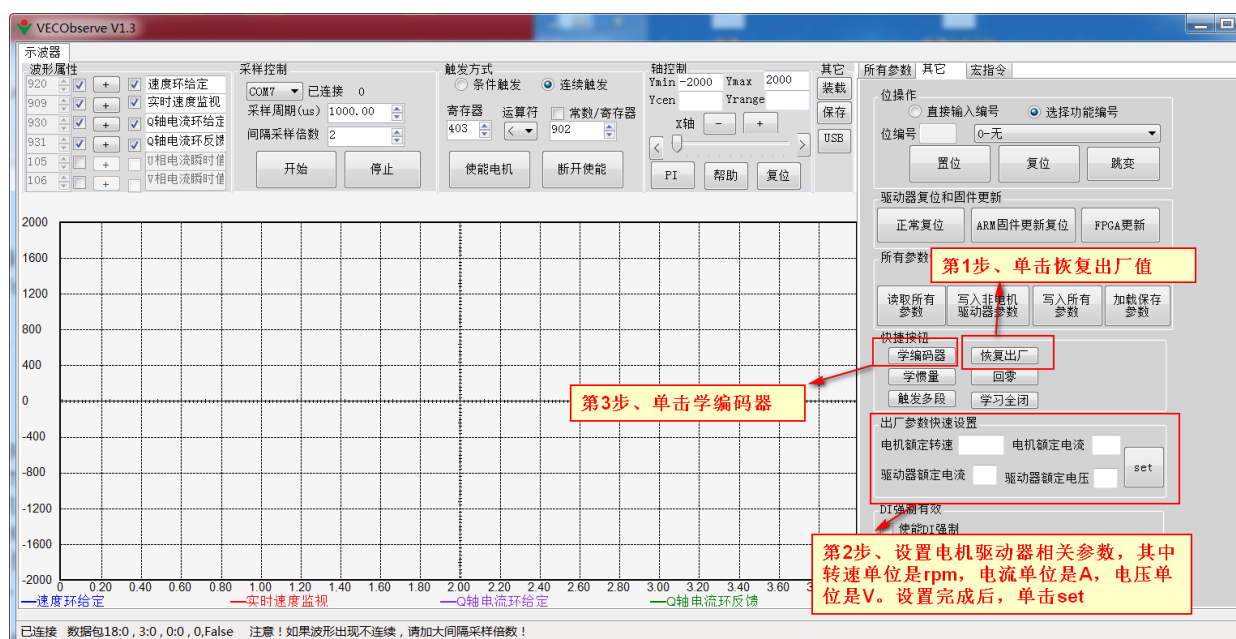 VECObserve V1.3
示波器
波形属性
920 + 速度环给定
909 + 实时速度监视
930 + Q轴电流环给定
931 + Q轴电流环反馈
105 + U相电流瞬时值
106 + V相电流瞬时值
采样控制
COM7 已连接 0
采样周期(us) 1000.00
间隔采样倍数 2
开始 停止
触发方式
条件触发 连续触发
寄存器 运算符 常数/寄存器
403 < 902
使能电机 断开使能
轴控制
Ymin -2000 Ymax 2000
Ycen Yrange
X轴 - +
< >
PI 帮助 复位
其它
装载
保存
USB
所有参数 其它 宏指令
位操作
直接输入编号 选择功能编号
位编号 0-无
置位 复位 跳变
驱动器复位和固件更新
正常复位 ARM固件更新复位 FPGA更新
所有参数
第1步、单击恢复出厂值
读取所有参数 写入非电机驱动器参数 写入所有参数 加载保存参数
快捷按钮
学编码器 恢复出厂
学惯量 回零
触发多段 学习全闭
第3步、单击学编码器
出厂参数快速设置
电机额定转速 电机额定电流
驱动器额定电流 驱动器额定电压
set
DI强制有效
使能DI强制
第2步、设置电机驱动器相关参数，其中
转速单位是rpm，电流单位是A，电压单
位是V。设置完成后，单击set
2000
1600
1200
800
400
0
-400
-800
-1200
-1600
-2000
0 0.20 0.40 0.60 0.80 1.00 1.20 1.40 1.60 1.80 2.00 2.20 2.40 2.60 2.80 3.00 3.20 3.40 3.60
速度环给定 实时速度监视 Q轴电流环给定 Q轴电流环反馈
已连接 数据包18:0 , 3:0 , 0:0 , 0,False 注意！如果波形出现不连续，请加大间隔采样倍数！